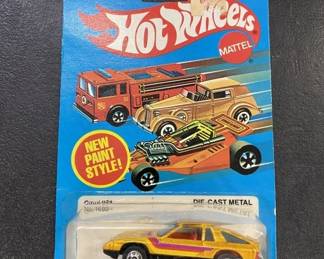 HOT WHEELS
MATTEL
NEW
PAINT
STYLE!
DIE-CAST METAL